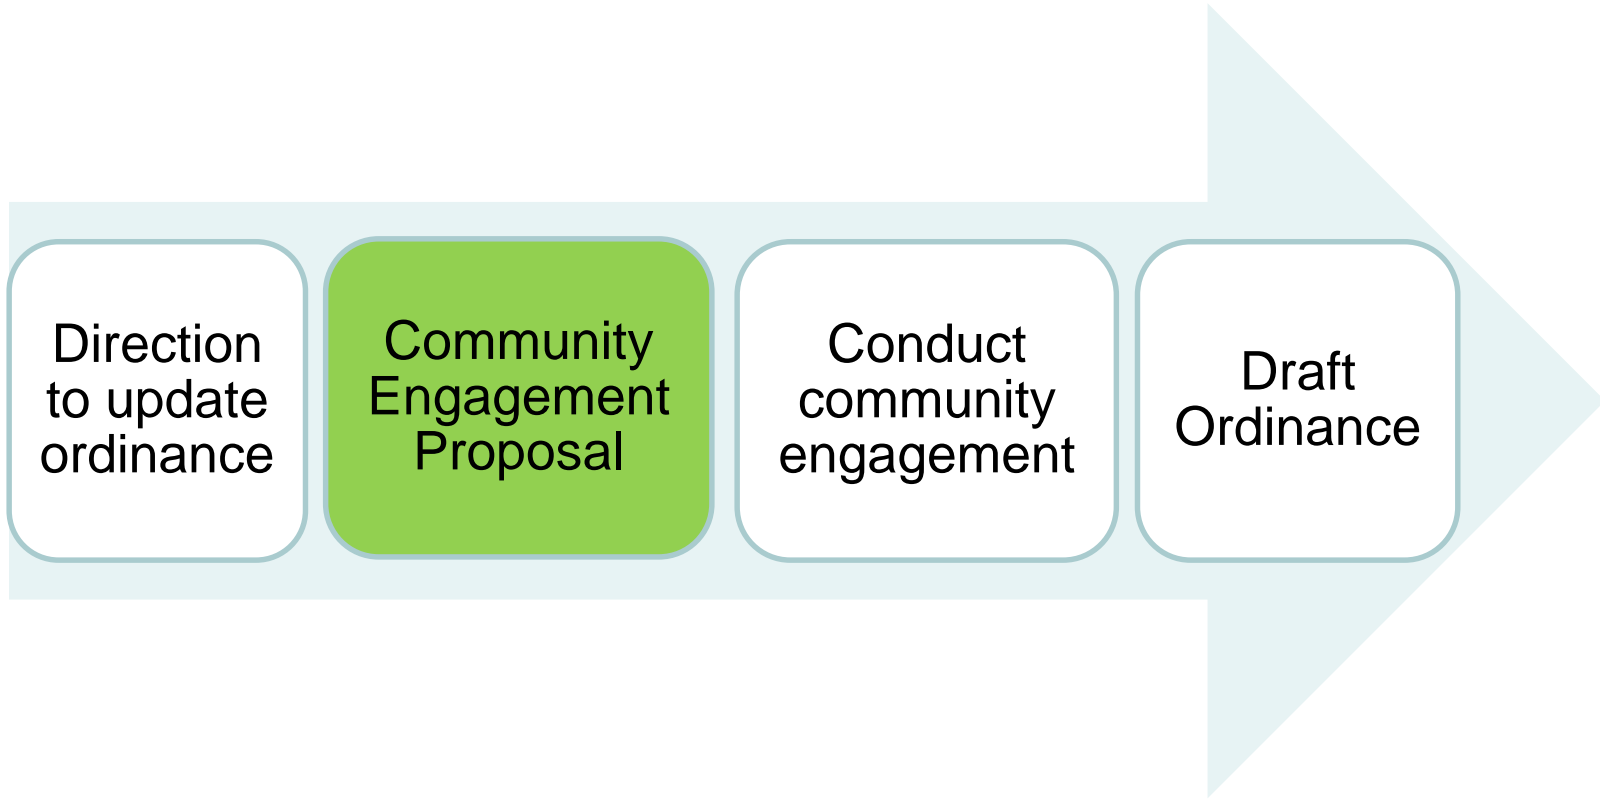 Direction
to update
ordinance
Community
Engagement
Proposal
Conduct
community
engagement
Draft
Ordinance